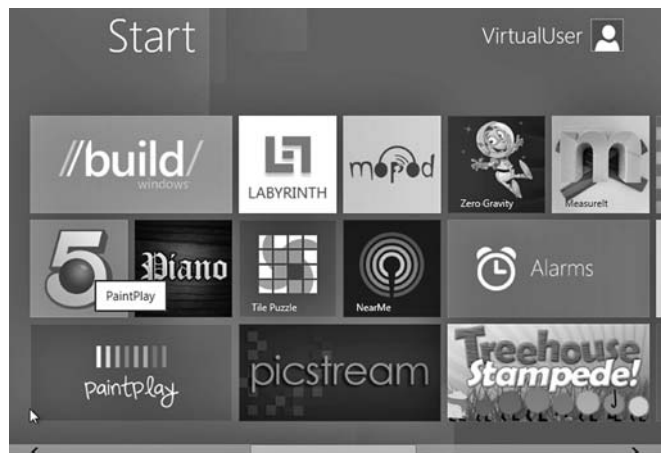 Start
VirtualUser
//build/
windows
LABYRINTH
mopod
Zero Gravity
MeasureIt
5
Piano
PaintPlay
Tile Puzzle
NearMe
Alarms
paintplay
picstream
Treehouse
Stampede!